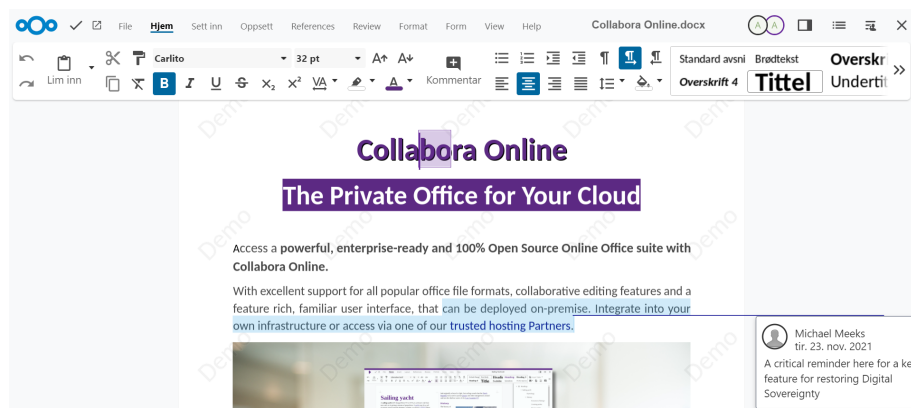 File Hjem Sett inn Oppsett References Review Format Form View Help Collabora Online.docx A A
Lim inn Carlito 32 pt Kommentar Standard avsni Brødtekst Overskr
Overskrift 4 Tittel Undertit
Collabora Online
The Private Office for Your Cloud
Access a powerful, enterprise-ready and 100% Open Source Online Office suite with
Collabora Online.
With excellent support for all popular office file formats, collaborative editing features and a
feature rich, familiar user interface, that can be deployed on-premise. Integrate into your
own infrastructure or access via one of our trusted hosting Partners.
Michael Meeks
tir. 23. nov. 2021
A critical reminder here for a ke
feature for restoring Digital
Sovereignty
Sailing yacht
Demo